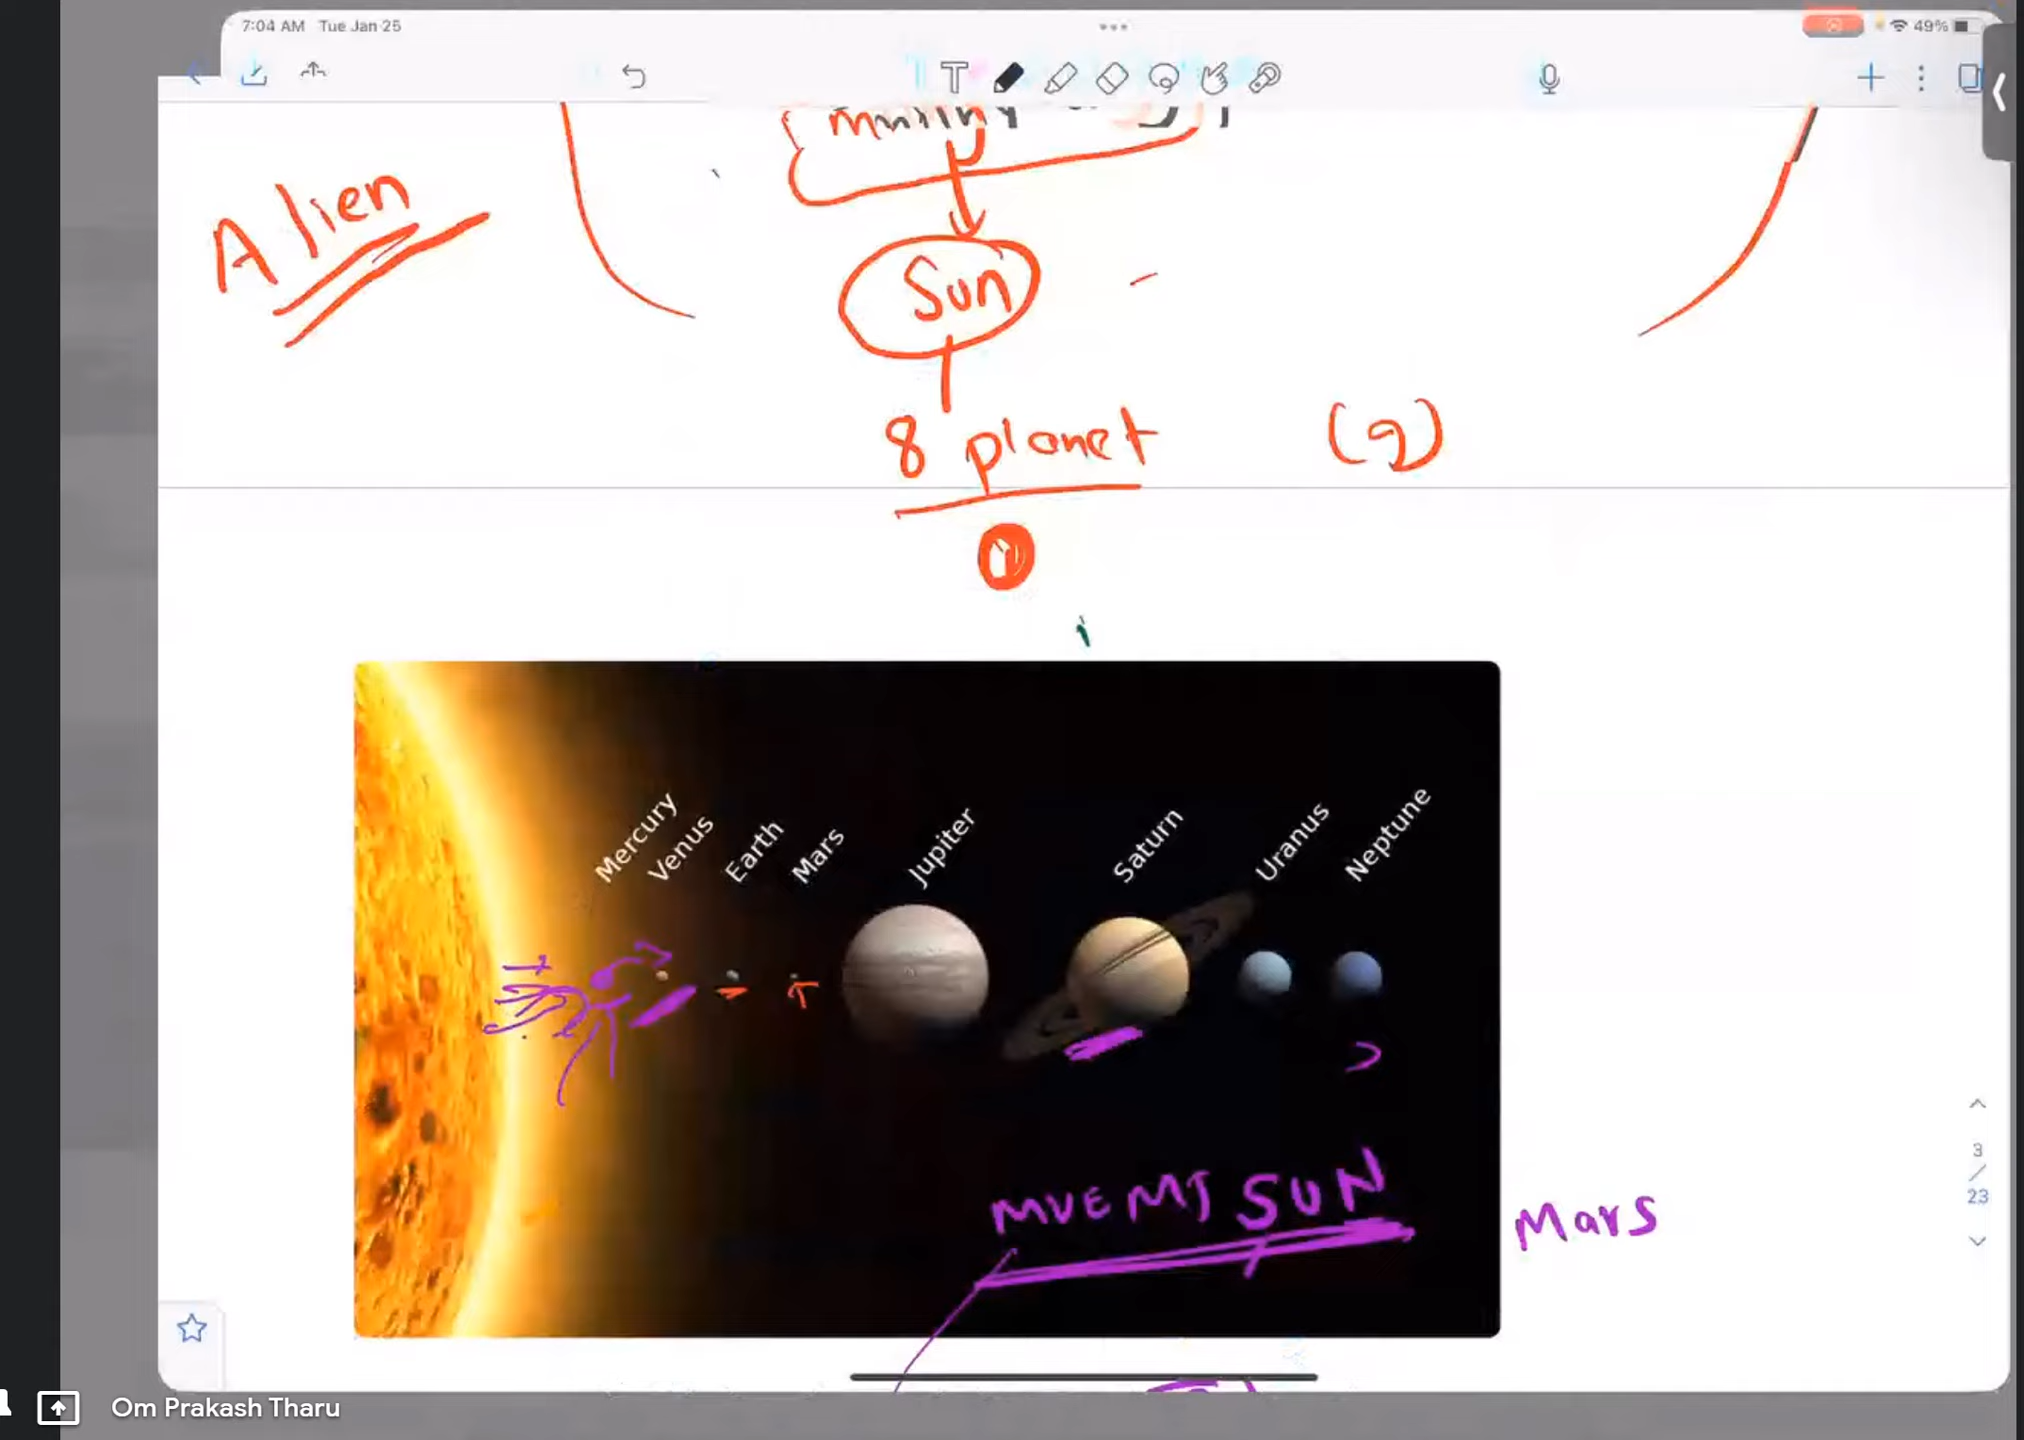 7:04 AM Tue Jan 25
49%
T
Alien
Sun
8 planet (9)
Mercury
Venus
Earth
Mars
Jupiter
Saturn
Uranus
Neptune
MVEMJ SUN
Mars
3
/
23
Om Prakash Tharu